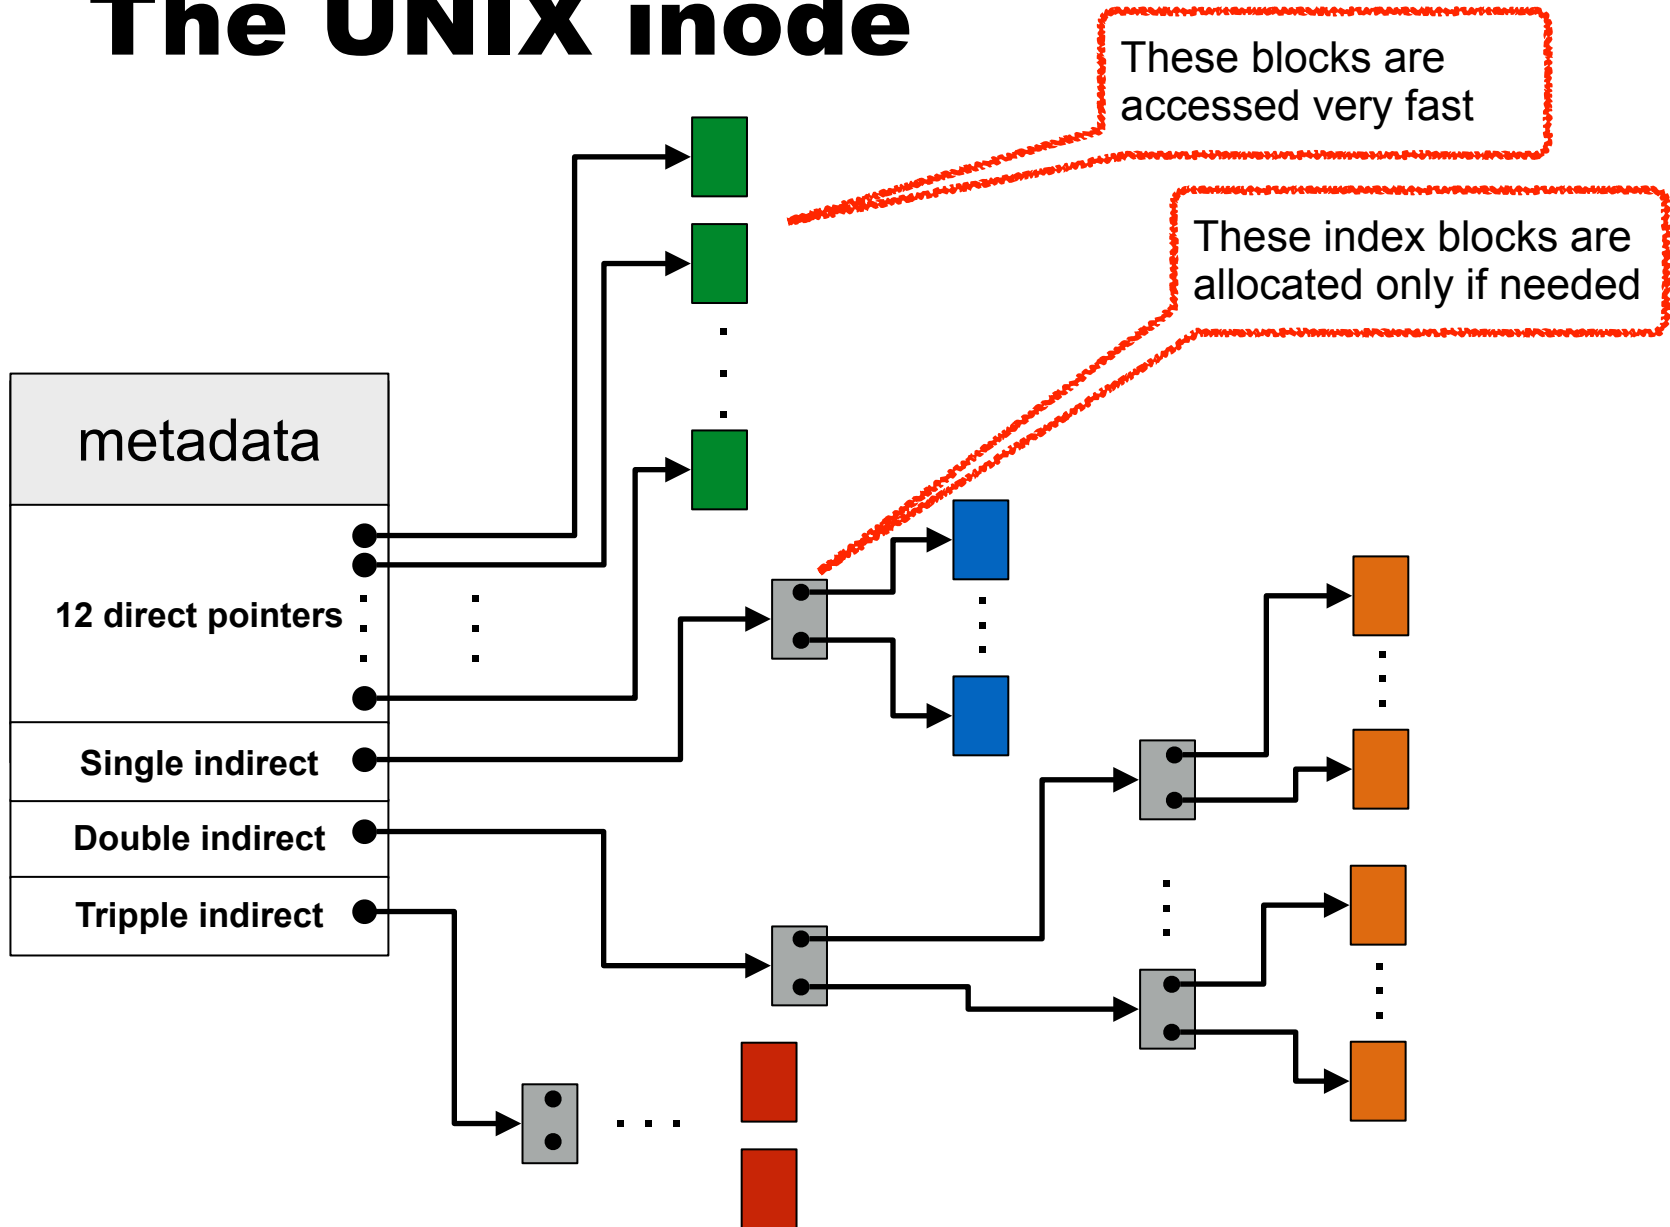 The UNIX inode
These blocks are
accessed very fast
These index blocks are
allocated only if needed
metadata
12 direct pointers
Single indirect
Double indirect
Tripple indirect